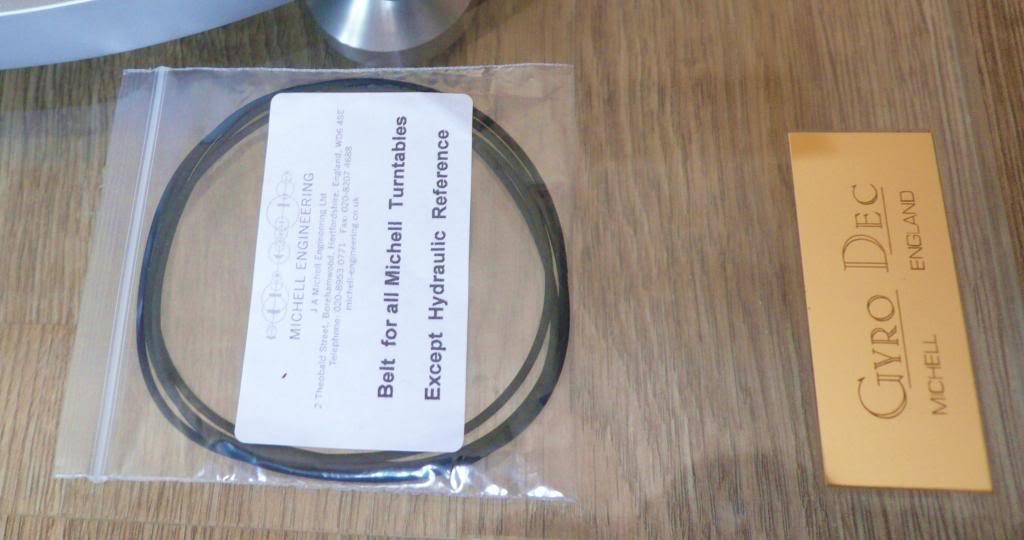 MICHELL ENGINEERING
J A Michell Engineering Ltd
2 Theobald Street, Borehamwood, Hertfordshire, England, WD6 4SE
Telephone: 020-8953 0771 Fax: 020-8207 4688
michell-engineering.co.uk
Belt for all Michell Turntables
Except Hydraulic Reference
GYRO DEC
MICHELL ENGLAND